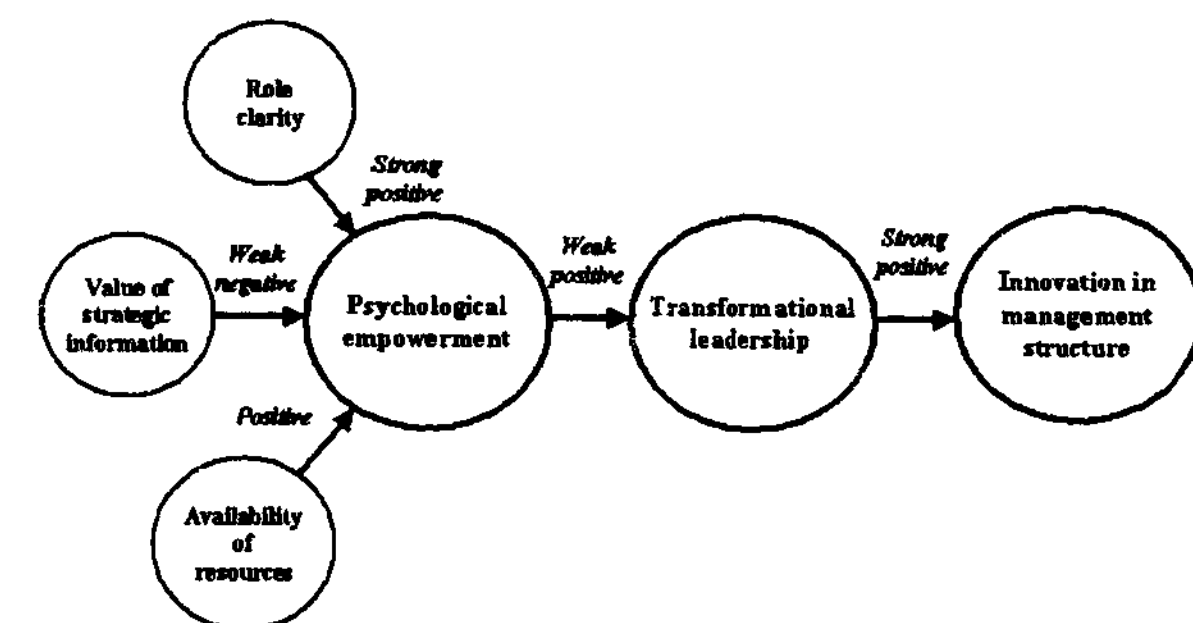 Role
clarity
Strong
positive
Weak
negative
Value of
strategic
information
Psychological
empowerment
Weak
positive
Transformational
leadership
Strong
positive
Innovation in
management
structure
Positive
Availability
of
resources